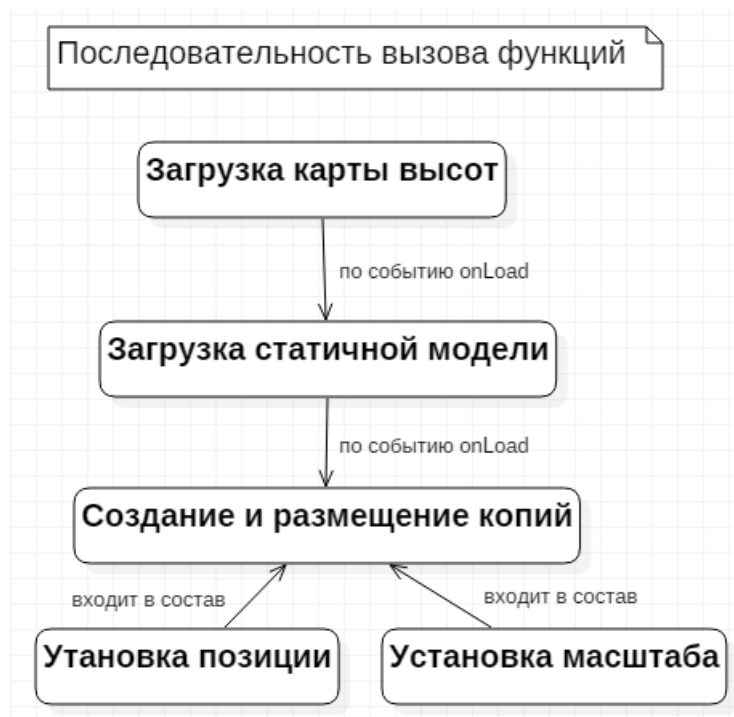 Последовательность вызова функций
Загрузка карты высот
по событию onLoad
Загрузка статичной модели
по событию onLoad
Создание и размещение копий
входит в состав
входит в состав
Утановка позиции
Установка масштаба